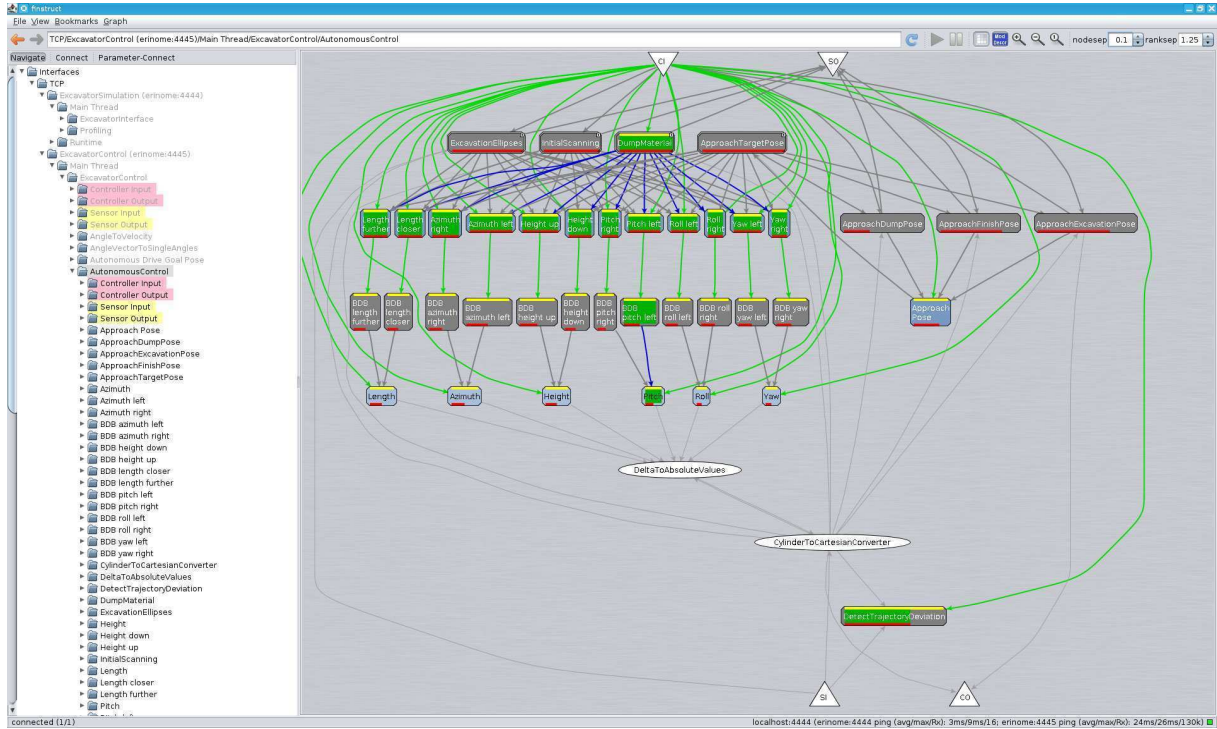 finstruct
File View Bookmarks Graph
TCP/ExcavatorControl (erinome:4445)/Main Thread/ExcavatorControl/AutonomousControl
nodesep 0.1 ranksep 1.25
Navigate Connect Parameter-Connect
Interfaces
TCP
ExcavatorSimulation (erinome:4444)
Main Thread
ExcavatorInterface
Profiling
Runtime
ExcavatorControl (erinome:4445)
Main Thread
ExcavatorControl
Controller Input
Controller Output
Sensor Input
Sensor Output
AngleToVelocity
AngleVectorToSingleAngles
Autonomous Drive Goal Pose
AutonomousControl
Controller Input
Controller Output
Sensor Input
Sensor Output
Approach Pose
ApproachDumpPose
ApproachExcavationPose
ApproachFinishPose
ApproachTargetPose
Azimuth
Azimuth left
Azimuth right
BDB azimuth left
BDB azimuth right
BDB height down
BDB height up
BDB length closer
BDB length further
BDB pitch left
BDB pitch right
BDB roll left
BDB roll right
BDB yaw left
BDB yaw right
CylinderToCartesianConverter
DeltaToAbsoluteValues
DetectTrajectoryDeviation
DumpMaterial
ExcavationEllipses
Height
Height down
Height up
InitialScanning
Length
Length closer
Length further
Pitch
CI SO
ExcavationEllipses InitialScanning DumpMaterial ApproachTargetPose
Length further Length closer Azimuth right Azimuth left Height up Height down Pitch right Pitch left Roll left Roll right Yaw left Yaw right ApproachDumpPose ApproachFinishPose ApproachExcavationPose
BDB length further BDB length closer BDB azimuth right BDB azimuth left BDB height up BDB height down BDB pitch right BDB pitch left BDB roll left BDB roll right BDB yaw left BDB yaw right Approach Pose
Length Azimuth Height Pitch Roll Yaw
DeltaToAbsoluteValues
CylinderToCartesianConverter
DetectTrajectoryDeviation
SI CO
connected (1/1) localhost:4444 (erinome:4444 ping (avg/max/Rx): 3ms/9ms/16; erinome:4445 ping (avg/max/Rx): 24ms/26ms/130k)